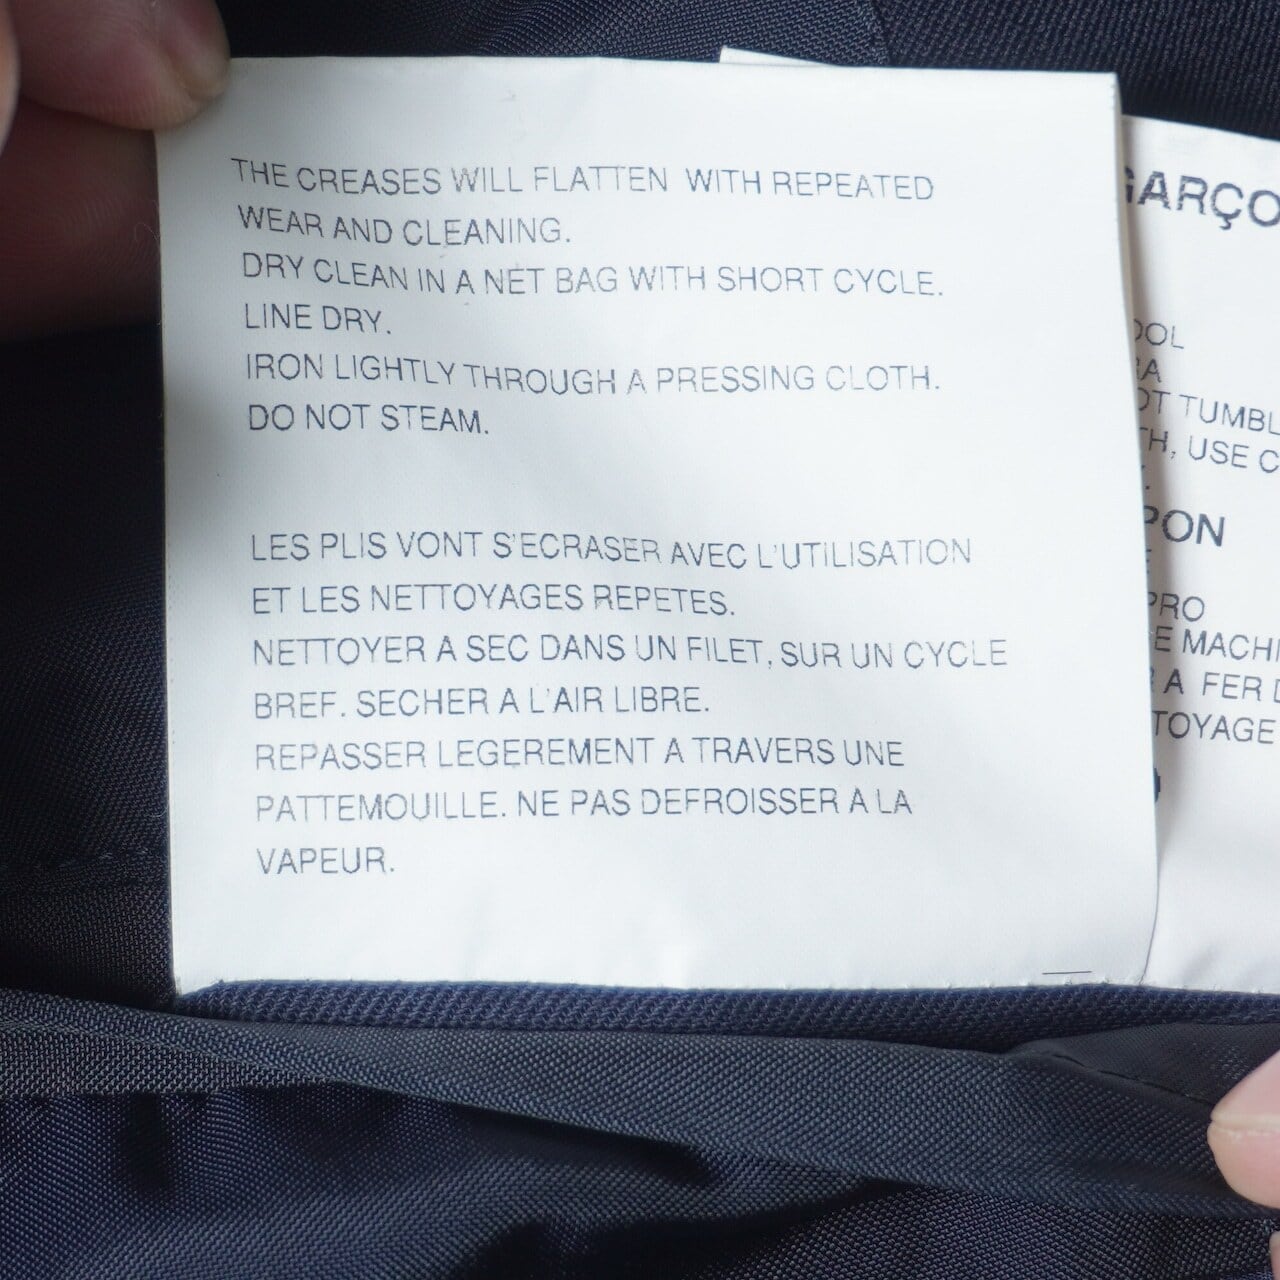 THE CREASES WILL FLATTEN WITH REPEATED
WEAR AND CLEANING.
DRY CLEAN IN A NET BAG WITH SHORT CYCLE.
LINE DRY.
IRON LIGHTLY THROUGH A PRESSING CLOTH.
DO NOT STEAM.
LES PLIS VONT S'ECRASER AVEC L'UTILISATION
ET LES NETTOYAGES REPETES.
NETTOYER A SEC DANS UN FILET, SUR UN CYCLE
BREF. SECHER A L'AIR LIBRE.
REPASSER LEGEREMENT A TRAVERS UNE
PATTEMOUILLE. NE PAS DEFROISSER A LA
VAPEUR.
GARÇO
OOL
RA
OT TUMBL
TH, USE C
PON
PRO
E MACHI
R A FER D
TOYAGE